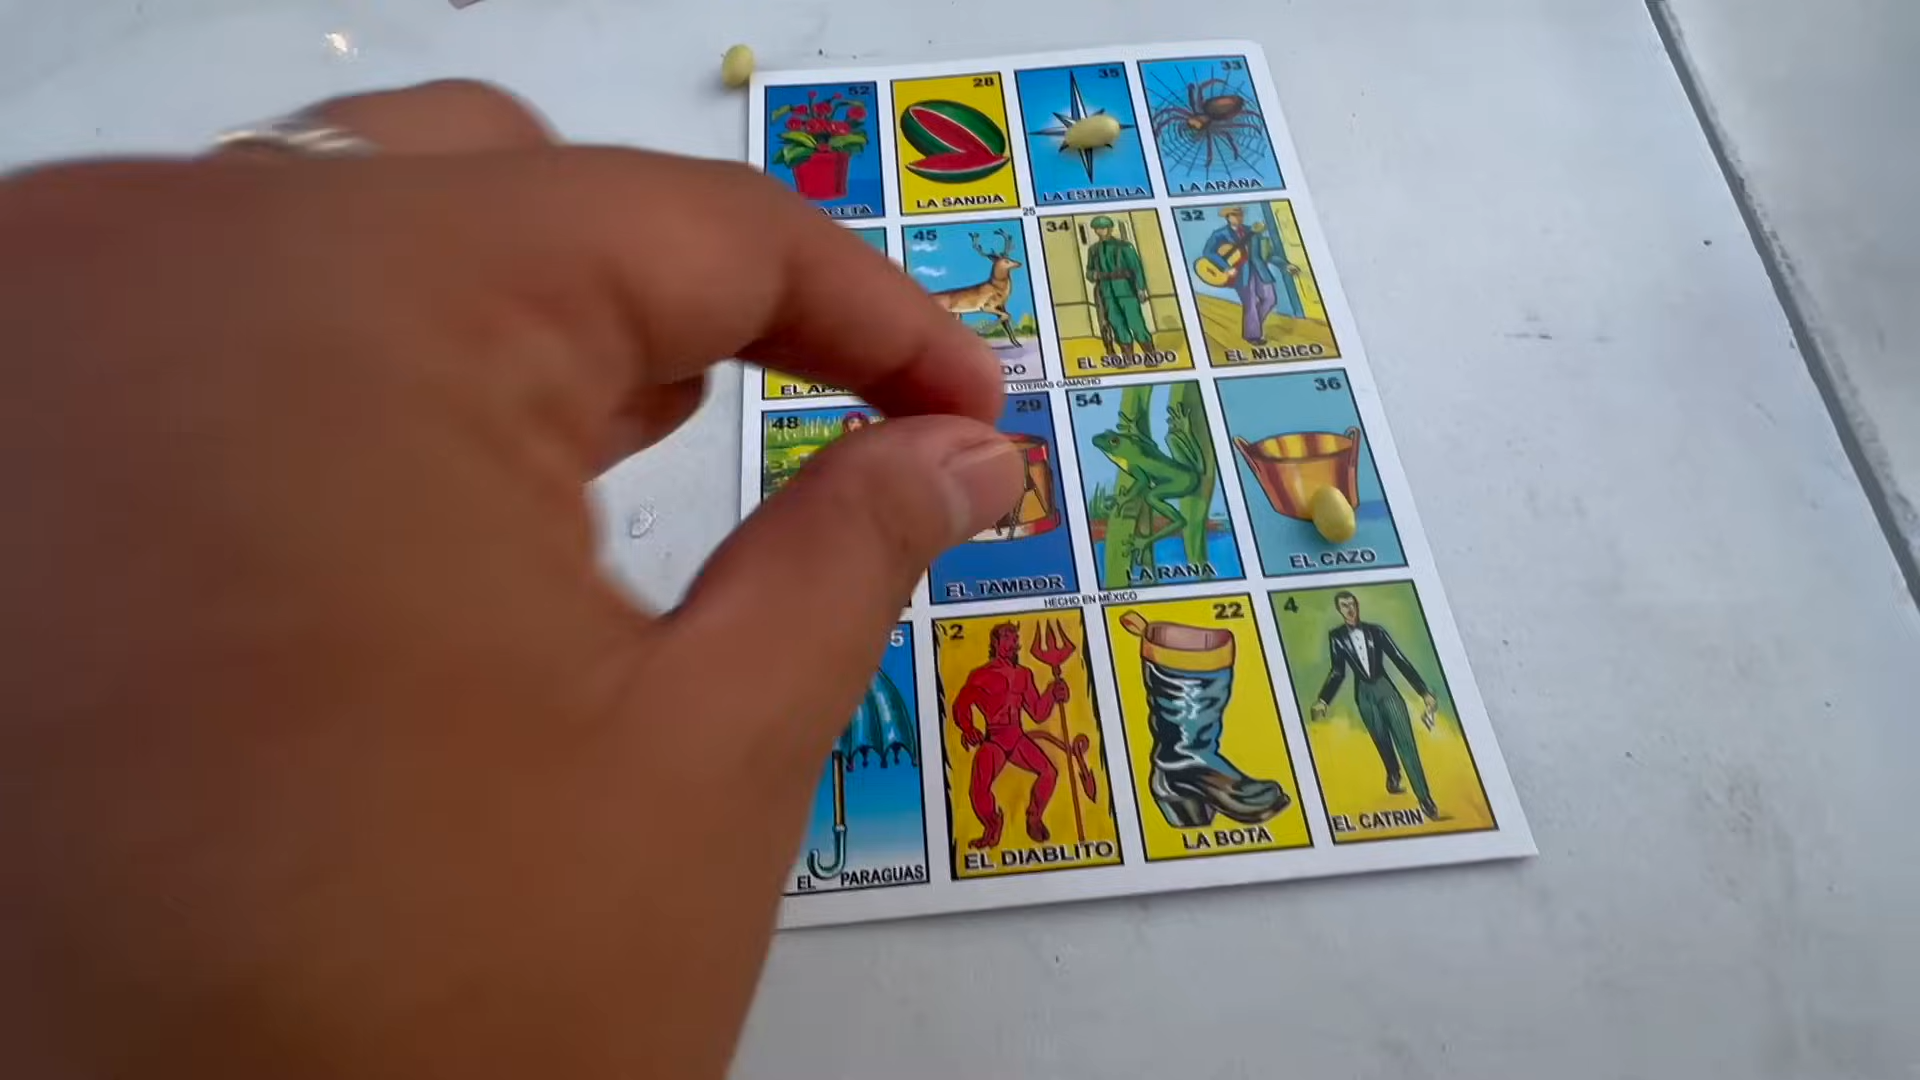 52 28 35 33
LA SANDIA LA ESTRELLA LA ARAÑA
25
45 34 32
EL SOLDADO EL MUSICO
LOTERIAS GAMACHO
48 29 54 36
EL TAMBOR LA RANA EL CAZO
HECHO EN MÉXICO
2 22 4
EL PARAGUAS EL DIABLITO LA BOTA EL CATRIN